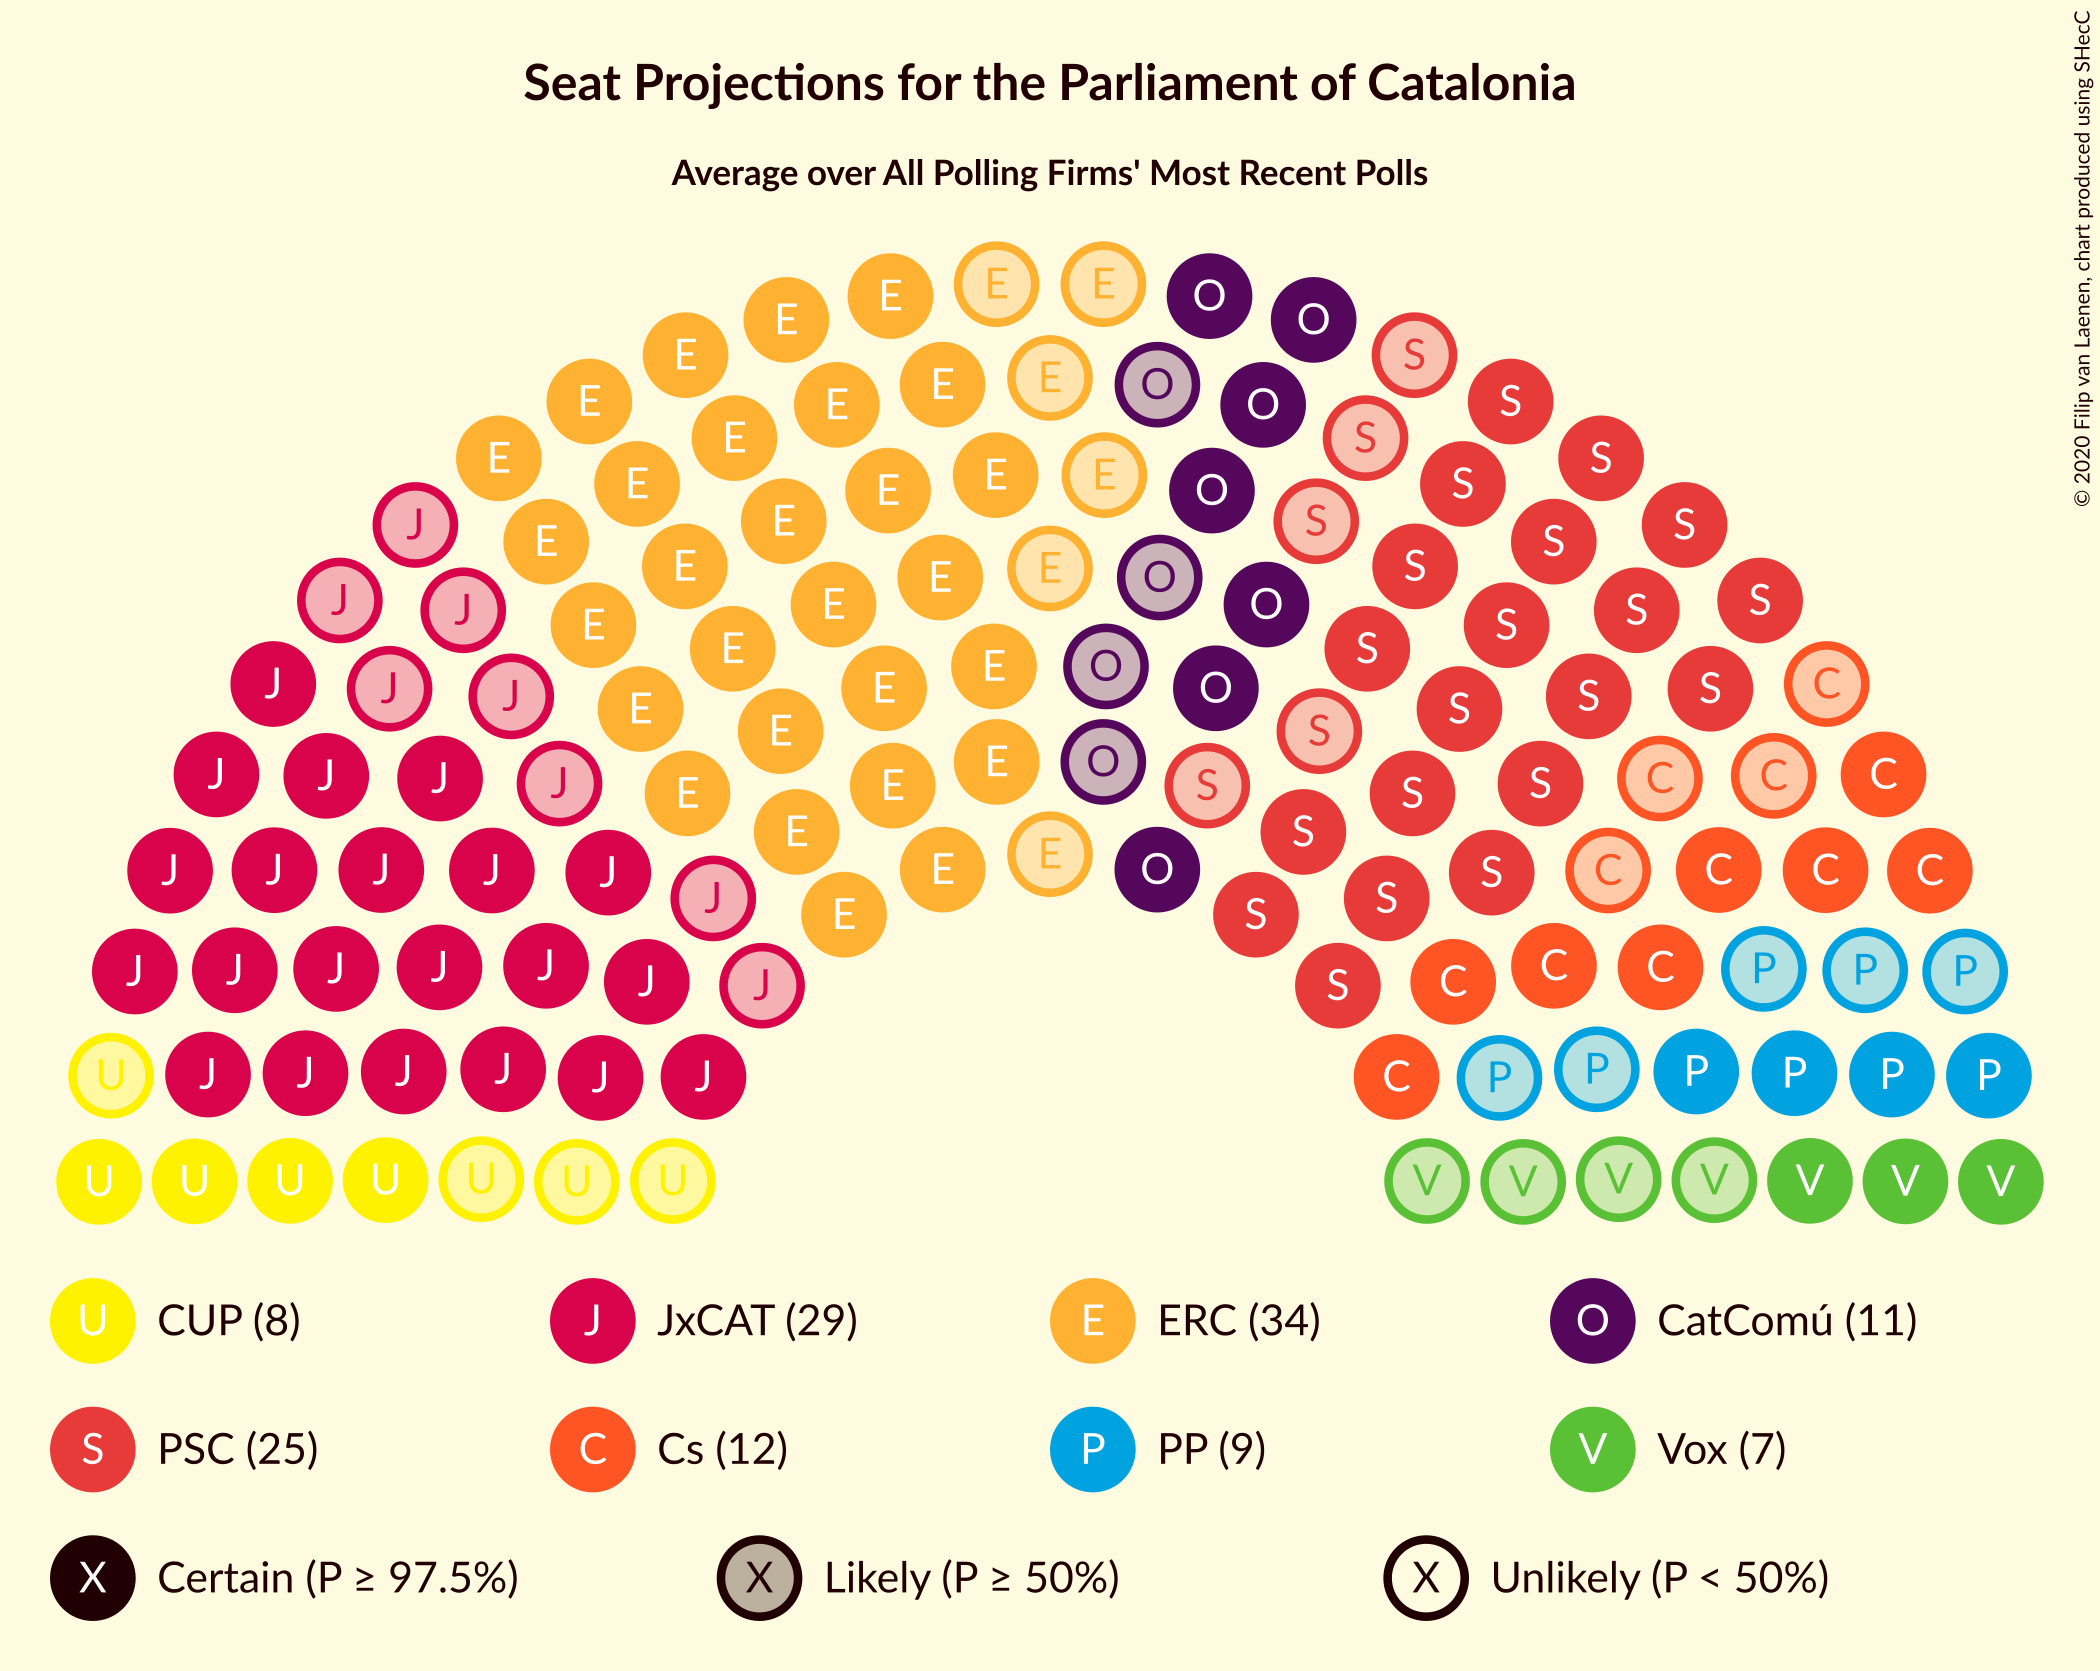 © 2020 Filip van Laenen, chart produced using SHecC
Seat Projections for the Parliament of Catalonia
Average over All Polling Firms' Most Recent Polls
E E E E O O
E E E E E O O S S
E E E E E E O S S S
J E E E E E O S S S S
J J E E E E O O S S S S
J J J E E E O S S S S C
J J J J E E E O S S S C C C
J J J J J E E E O S S C C C C
J E S S
J J J J J J J S C C C P P P
U J J J J J J C P P P P P P
U U U U U U U V V V V V V V
U CUP (8)
J JxCAT (29)
E ERC (34)
O CatComú (11)
S PSC (25)
C Cs (12)
P PP (9)
V Vox (7)
X Certain (P ≥ 97.5%)
X Likely (P ≥ 50%)
X Unlikely (P < 50%)